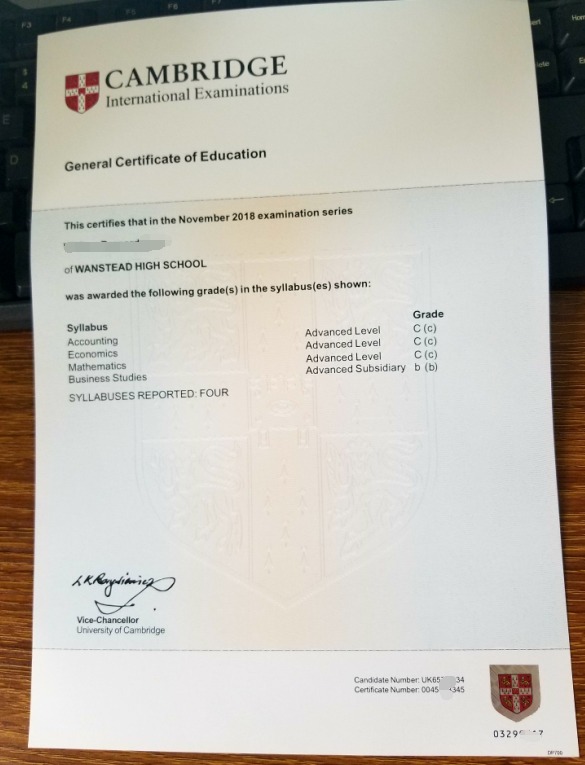 CAMBRIDGE
International Examinations
General Certificate of Education
This certifies that in the November 2018 examination series
of WANSTEAD HIGH SCHOOL
was awarded the following grade(s) in the syllabus(es) shown:
Syllabus Grade
Accounting Advanced Level C (c)
Economics Advanced Level C (c)
Mathematics Advanced Level C (c)
Business Studies Advanced Subsidiary b (b)
SYLLABUSES REPORTED: FOUR
Vice-Chancellor
University of Cambridge
Candidate Number: UK65 34
Certificate Number: 0045 345
0329 7
DP706